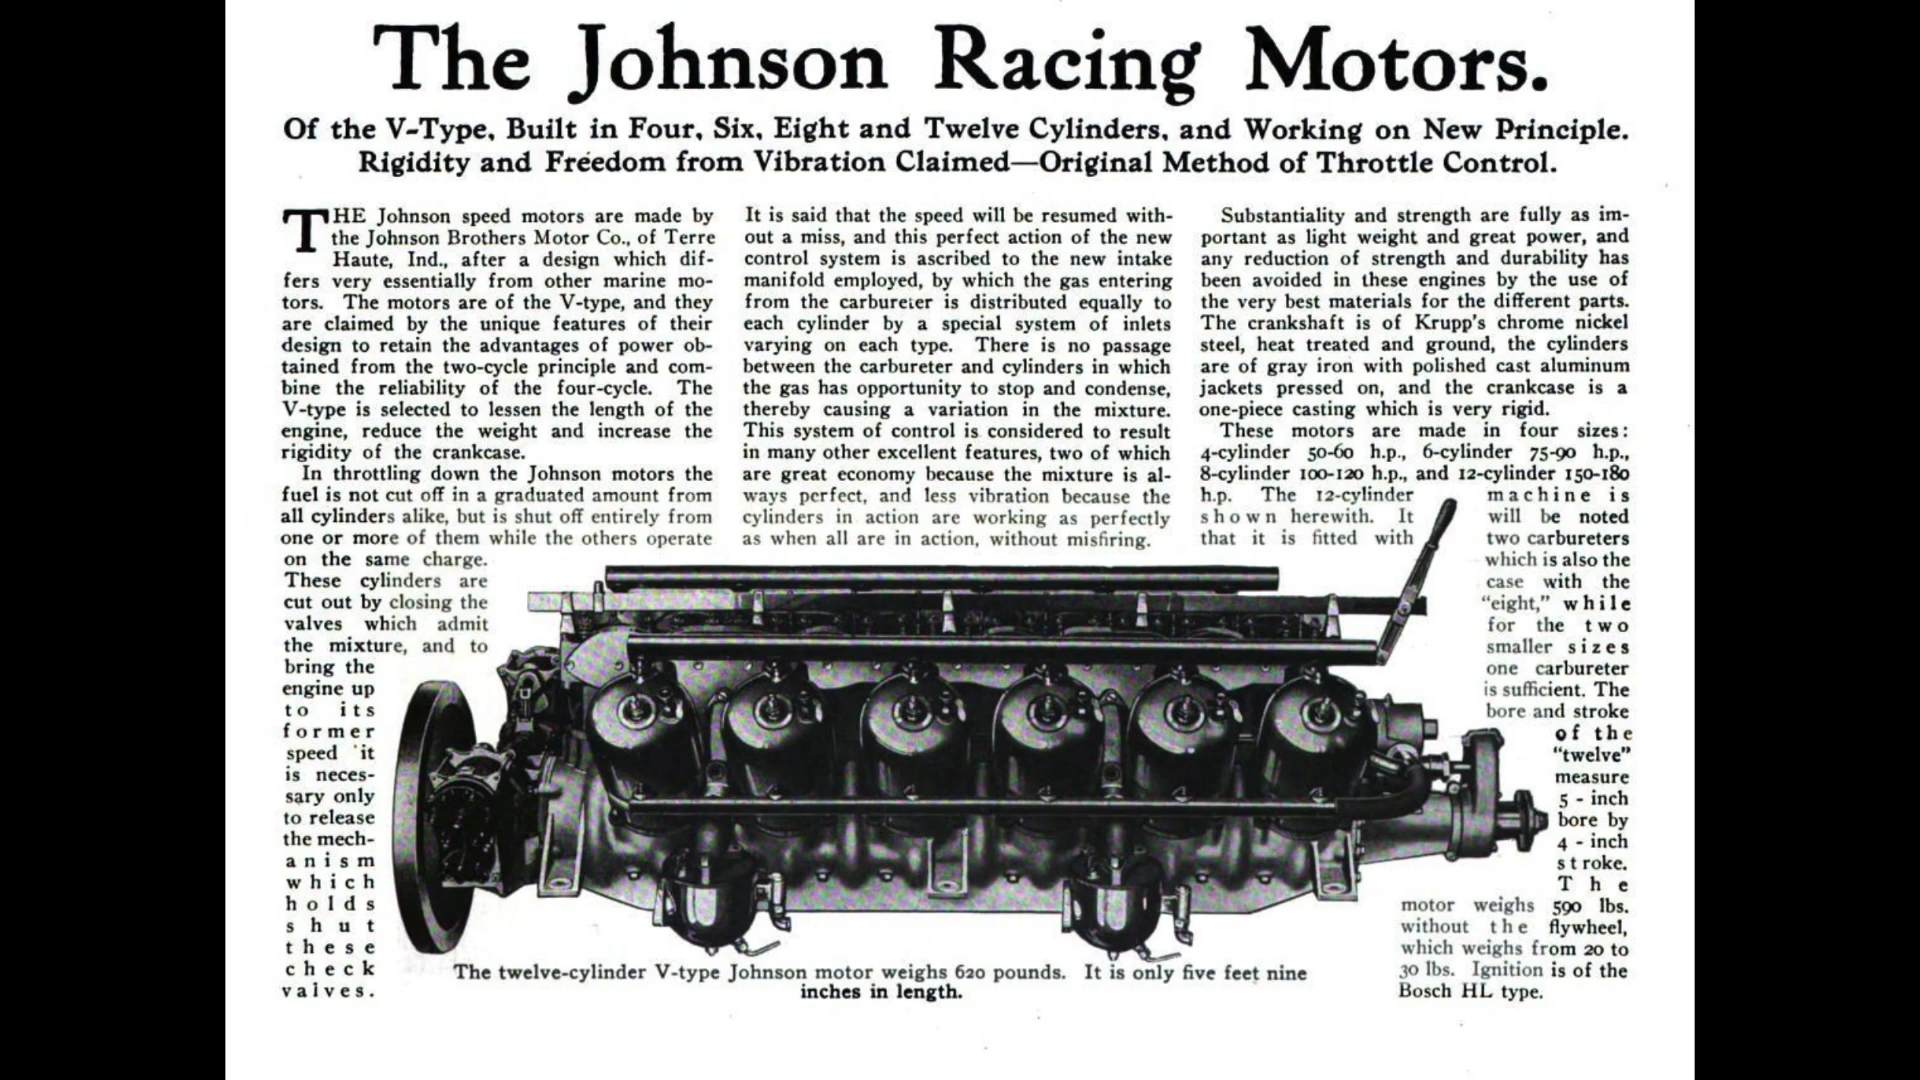 The Johnson Racing Motors.
Of the V-Type, Built in Four, Six, Eight and Twelve Cylinders, and Working on New Principle.
Rigidity and Freedom from Vibration Claimed—Original Method of Throttle Control.
THE Johnson speed motors are made by
the Johnson Brothers Motor Co., of Terre
Haute, Ind., after a design which dif-
fers very essentially from other marine mo-
tors. The motors are of the V-type, and they
are claimed by the unique features of their
design to retain the advantages of power ob-
tained from the two-cycle principle and com-
bine the reliability of the four-cycle. The
V-type is selected to lessen the length of the
engine, reduce the weight and increase the
rigidity of the crankcase.
In throttling down the Johnson motors the
fuel is not cut off in a graduated amount from
all cylinders alike, but is shut off entirely from
one or more of them while the others operate
on the same charge.
These cylinders are
cut out by closing the
valves which admit
the mixture, and to
bring the
engine up
to its
former
speed it
is neces-
sary only
to release
the mech-
anism
which
holds
shut
these
check
valves.
It is said that the speed will be resumed with-
out a miss, and this perfect action of the new
control system is ascribed to the new intake
manifold employed, by which the gas entering
from the carbureter is distributed equally to
each cylinder by a special system of inlets
varying on each type. There is no passage
between the carbureter and cylinders in which
the gas has opportunity to stop and condense,
thereby causing a variation in the mixture.
This system of control is considered to result
in many other excellent features, two of which
are great economy because the mixture is al-
ways perfect, and less vibration because the
cylinders in action are working as perfectly
as when all are in action, without misfiring.
Substantiality and strength are fully as im-
portant as light weight and great power, and
any reduction of strength and durability has
been avoided in these engines by the use of
the very best materials for the different parts.
The crankshaft is of Krupp's chrome nickel
steel, heat treated and ground, the cylinders
are of gray iron with polished cast aluminum
jackets pressed on, and the crankcase is a
one-piece casting which is very rigid.
These motors are made in four sizes:
4-cylinder 50-60 h.p., 6-cylinder 75-90 h.p.,
8-cylinder 100-120 h.p., and 12-cylinder 150-180
h.p. The 12-cylinder machine is
shown herewith. It will be noted
that it is fitted with two carbureters
which is also the
case with the
"eight," while
for the two
smaller sizes
one carbureter
is sufficient. The
bore and stroke
of the
"twelve"
measure
5 - inch
bore by
4 - inch
stroke.
The
motor weighs 590 lbs.
without the flywheel,
which weighs from 20 to
30 lbs. Ignition is of the
Bosch HL type.
The twelve-cylinder V-type Johnson motor weighs 620 pounds. It is only five feet nine
inches in length.